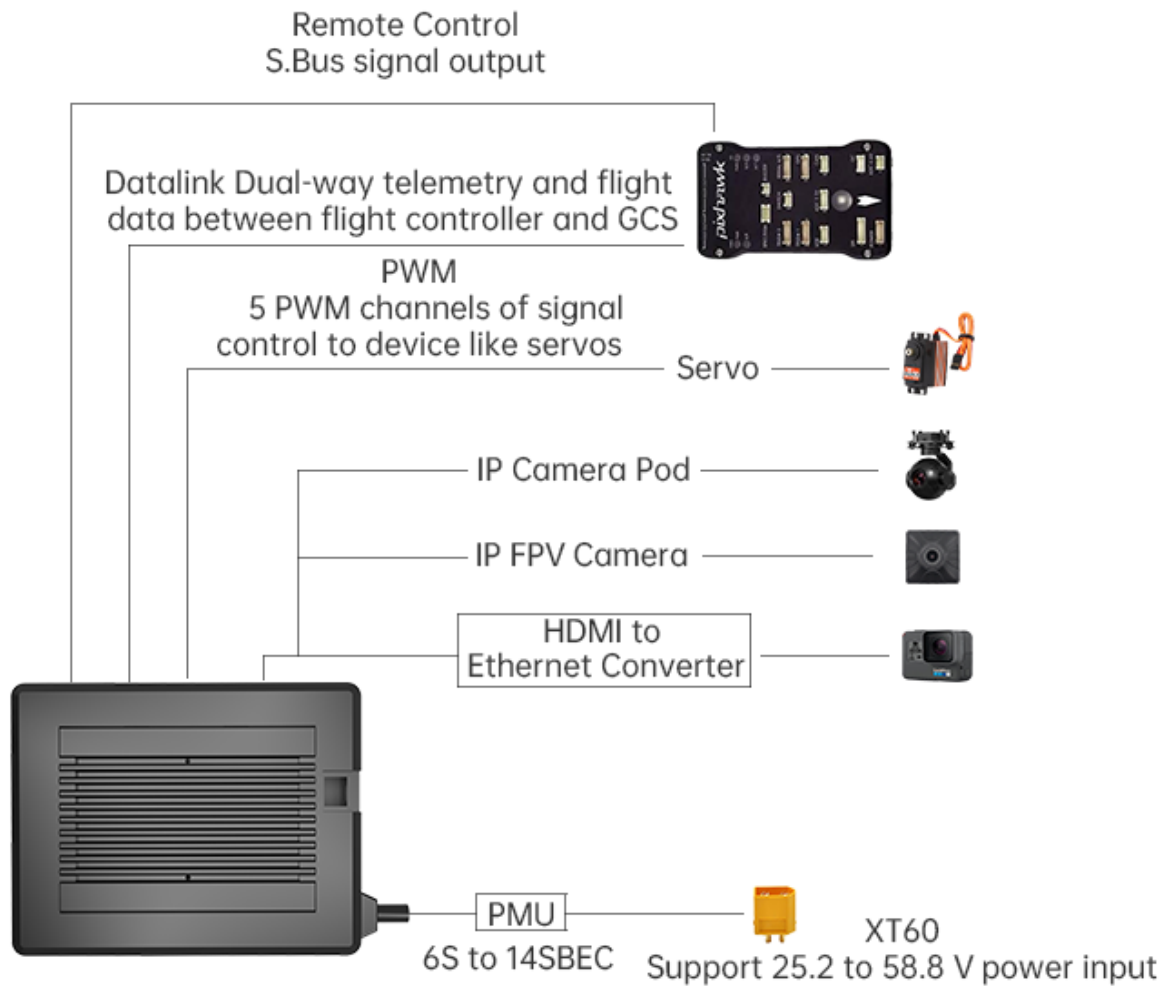 Remote Control
S.Bus signal output
Datalink Dual-way telemetry and flight
data between flight controller and GCS
pixhawk
PWM
5 PWM channels of signal
control to device like servos
Servo
IP Camera Pod
IP FPV Camera
HDMI to
Ethernet Converter
PMU
6S to 14SBEC
XT60
Support 25.2 to 58.8 V power input